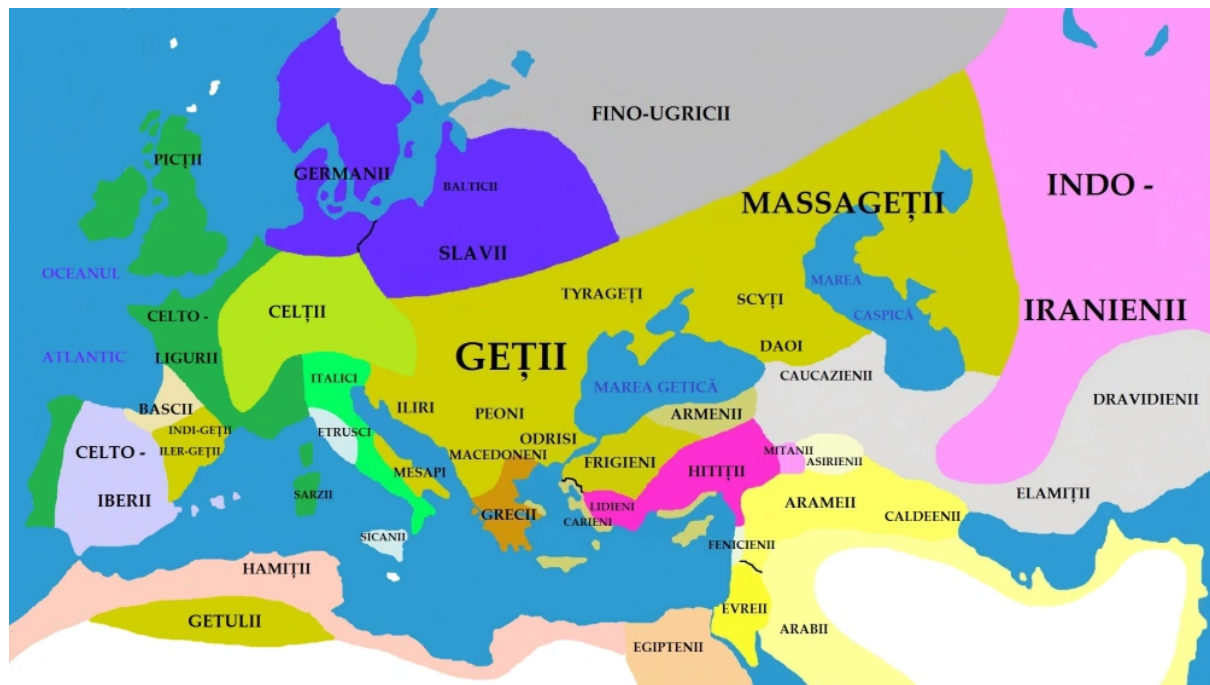 FINO-UGRICII
PICȚII
GERMANII
BALTICII
INDO -
MASSAGEȚII
SLAVII
OCEANUL
MAREA
TYRAGEȚI
SCYȚI
CELTO -
CELȚII
CASPICĂ
IRANIENII
ATLANTIC
LIGURII
GEȚII
DAOI
ITALICI
CAUCAZIENII
MAREA GETICĂ
DRAVIDIENII
BASCII
ILIRI
PEONI
ARMENII
INDI-GEȚII
ETRUSCI
ODRISI
CELTO -
ILER-GEȚII
MACEDONENI
MITANII
FRIGIENI
ASIRIENII
MESAPI
HITIȚII
IBERII
SARZII
ELAMIȚII
ARAMEII
LIDIENI
GRECII
CALDEENII
CARIENI
SICANII
FENICIENII
HAMIȚII
EVREII
GETULII
ARABII
EGIPTENII